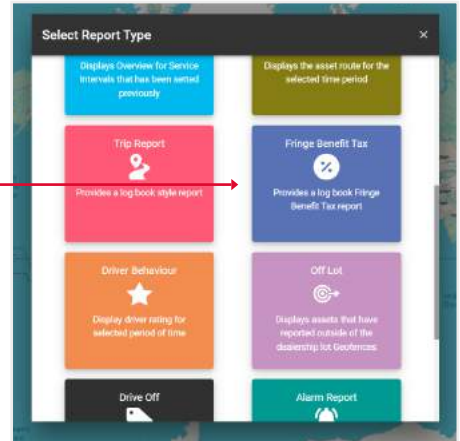 Select Report Type
×
Displays Overview for Service
Intervals that has been setted
previously
Displays the asset route for the
selected time period
Trip Report
Provides a log book style report
Fringe Benefit Tax
%
Provides a log book Fringe
Benefit Tax report
Driver Behaviour
Display driver rating for
selected period of time
Off Lot
Displays assets that have
reported outside of the
dealership lot Geofences.
Drive Off
Alarm Report